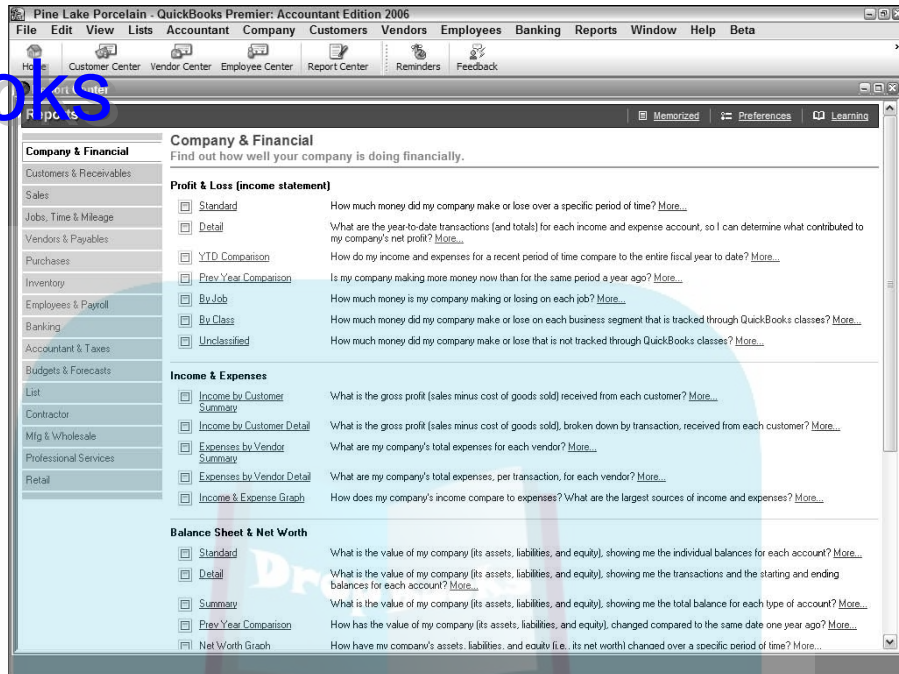 Pine Lake Porcelain - QuickBooks Premier: Accountant Edition 2006
File Edit View Lists Accountant Company Customers Vendors Employees Banking Reports Window Help Beta
Home Customer Center Vendor Center Employee Center Report Center Reminders Feedback
oks
Report Center
Reports Memorized Preferences Learning
Company & Financial
Customers & Receivables
Sales
Jobs, Time & Mileage
Vendors & Payables
Purchases
Inventory
Employees & Payroll
Banking
Accountant & Taxes
Budgets & Forecasts
List
Contractor
Mfg & Wholesale
Professional Services
Retail
Company & Financial
Find out how well your company is doing financially.
Profit & Loss (income statement)
Standard How much money did my company make or lose over a specific period of time? More...
Detail What are the year-to-date transactions (and totals) for each income and expense account, so I can determine what contributed to
my company's net profit? More...
YTD Comparison How do my income and expenses for a recent period of time compare to the entire fiscal year to date? More...
Prev Year Comparison Is my company making more money now than for the same period a year ago? More...
By Job How much money is my company making or losing on each job? More...
By Class How much money did my company make or lose on each business segment that is tracked through QuickBooks classes? More...
Unclassified How much money did my company make or lose that is not tracked through QuickBooks classes? More...
Income & Expenses
Income by Customer What is the gross profit (sales minus cost of goods sold) received from each customer? More...
Summary
Income by Customer Detail What is the gross profit (sales minus cost of goods sold), broken down by transaction, received from each customer? More...
Expenses by Vendor What are my company's total expenses for each vendor? More...
Summary
Expenses by Vendor Detail What are my company's total expenses, per transaction, for each vendor? More...
Income & Expense Graph How does my company's income compare to expenses? What are the largest sources of income and expenses? More...
Balance Sheet & Net Worth
Standard What is the value of my company (its assets, liabilities, and equity), showing me the individual balances for each account? More...
Detail What is the value of my company (its assets, liabilities, and equity), showing me the transactions and the starting and ending
balances for each account? More...
Summary What is the value of my company (its assets, liabilities, and equity), showing me the total balance for each type of account? More...
Prev Year Comparison How has the value of my company (its assets, liabilities, and equity), changed compared to the same date one year ago? More...
Net Worth Graph How have my company's assets, liabilities, and equity (i.e., its net worth) changed over a specific period of time? More...